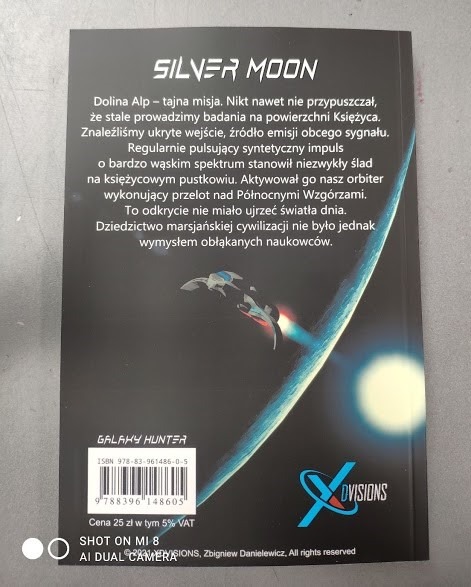 SILVER MOON
Dolina Alp – tajna misja. Nikt nawet nie przypuszczał,
że stale prowadzimy badania na powierzchni Księżyca.
Znaleźliśmy ukryte wejście, źródło emisji obcego sygnału.
Regularnie pulsujący syntetyczny impuls
o bardzo wąskim spektrum stanowił niezwykły ślad
na księżycowym pustkowiu. Aktywował go nasz orbiter
wykonujący przelot nad Północnymi Wzgórzami.
To odkrycie nie miało ujrzeć światła dnia.
Dziedzictwo marsjańskiej cywilizacji nie było jednak
wymysłem obłąkanych naukowców.
GALAXY HUNTER
ISBN 978-83-961486-0-5
9 788396 148605
Cena 25 zł w tym 5% VAT
XDVISIONS
© 2021 XDVISIONS, Zbigniew Danielewicz, All rights reserved
SHOT ON MI 8
AI DUAL CAMERA